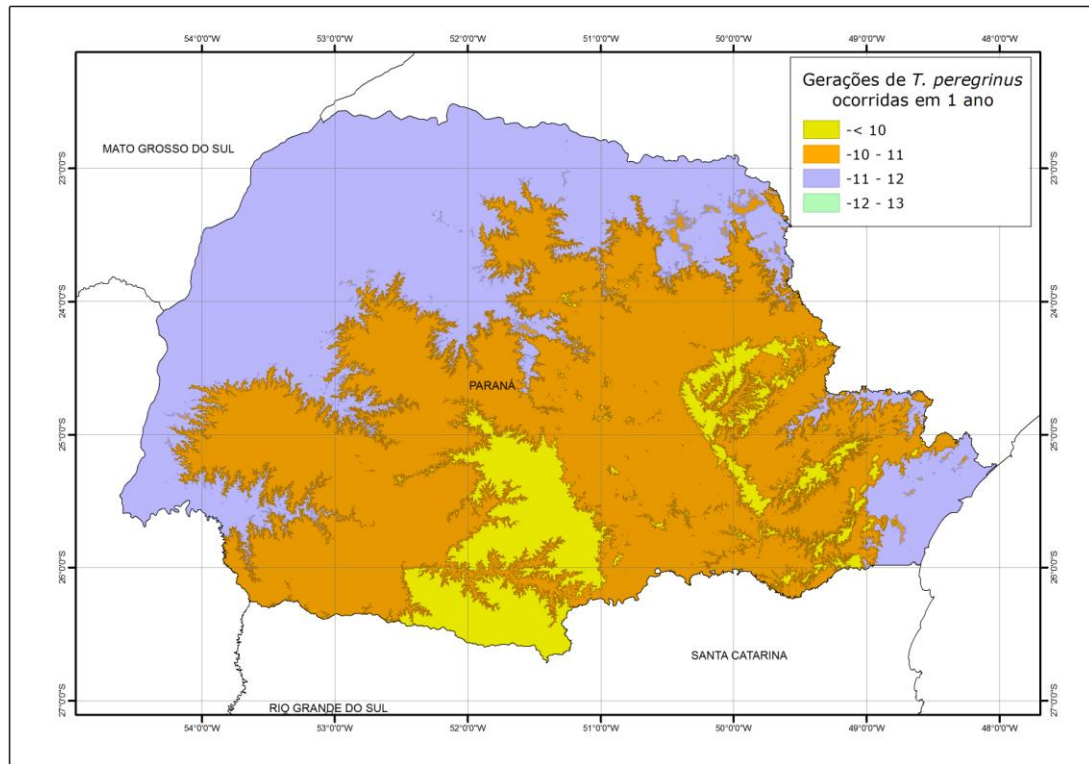 54°0'0"W 53°0'0"W 52°0'0"W 51°0'0"W 50°0'0"W 49°0'0"W 48°0'0"W
Gerações de T. peregrinus
ocorridas em 1 ano
-< 10
-10 - 11
-11 - 12
-12 - 13
MATO GROSSO DO SUL
23°0'0"S 23°0'0"S
24°0'0"S 24°0'0"S
PARANÁ
25°0'0"S 25°0'0"S
26°0'0"S 26°0'0"S
SANTA CATARINA
27°0'0"S 27°0'0"S
RIO GRANDE DO SUL
54°0'0"W 53°0'0"W 52°0'0"W 51°0'0"W 50°0'0"W 49°0'0"W 48°0'0"W